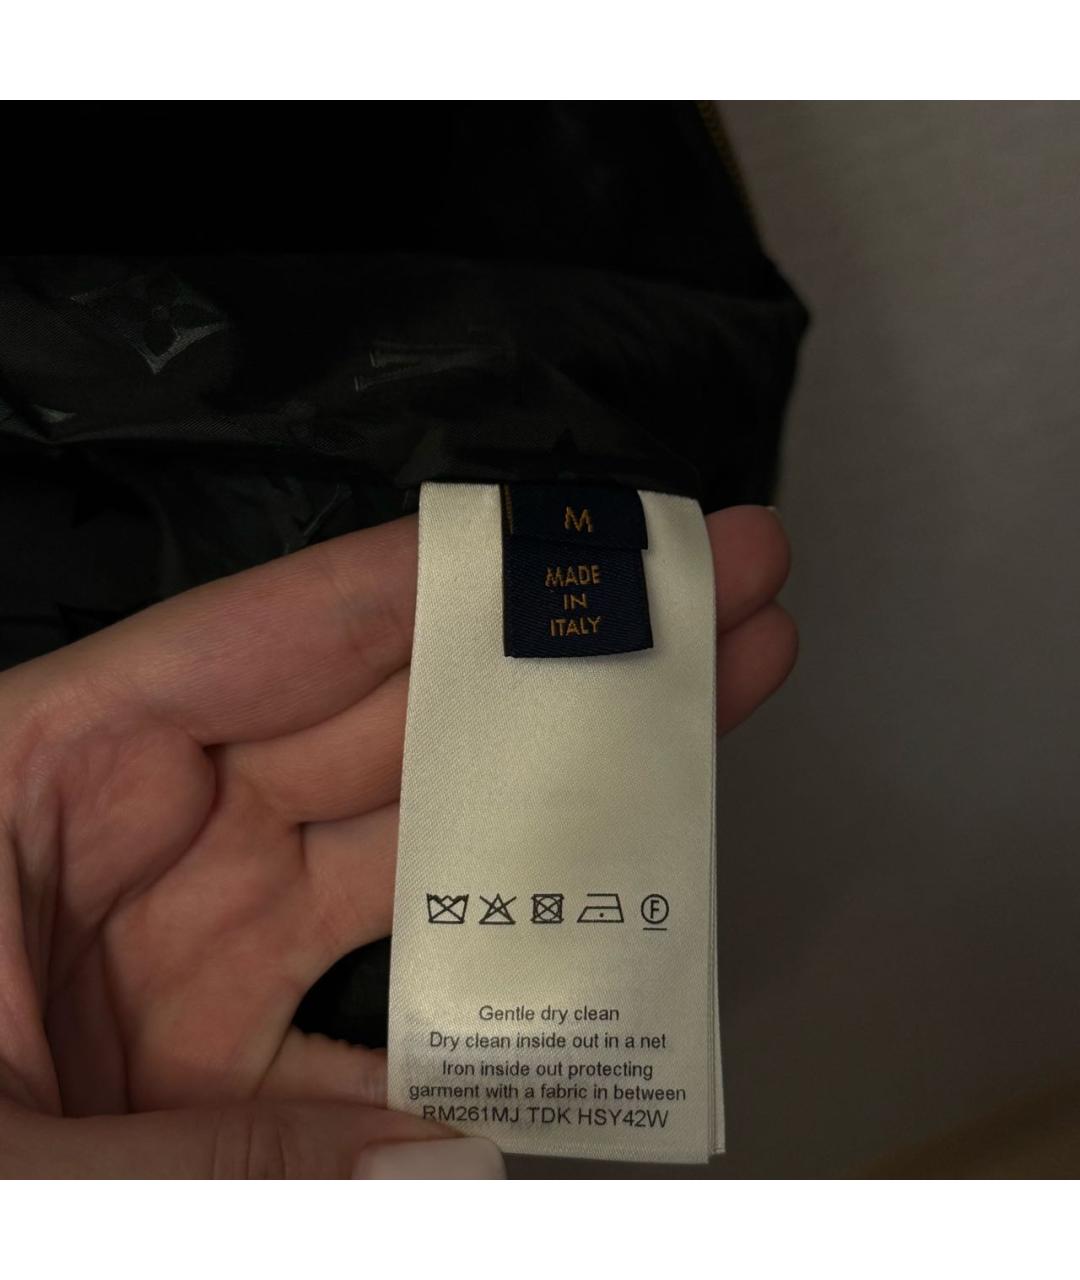 M
MADE
IN
ITALY
F
Gentle dry clean
Dry clean inside out in a net
Iron inside out protecting
garment with a fabric in between
RM261MJ TDK HSY42W